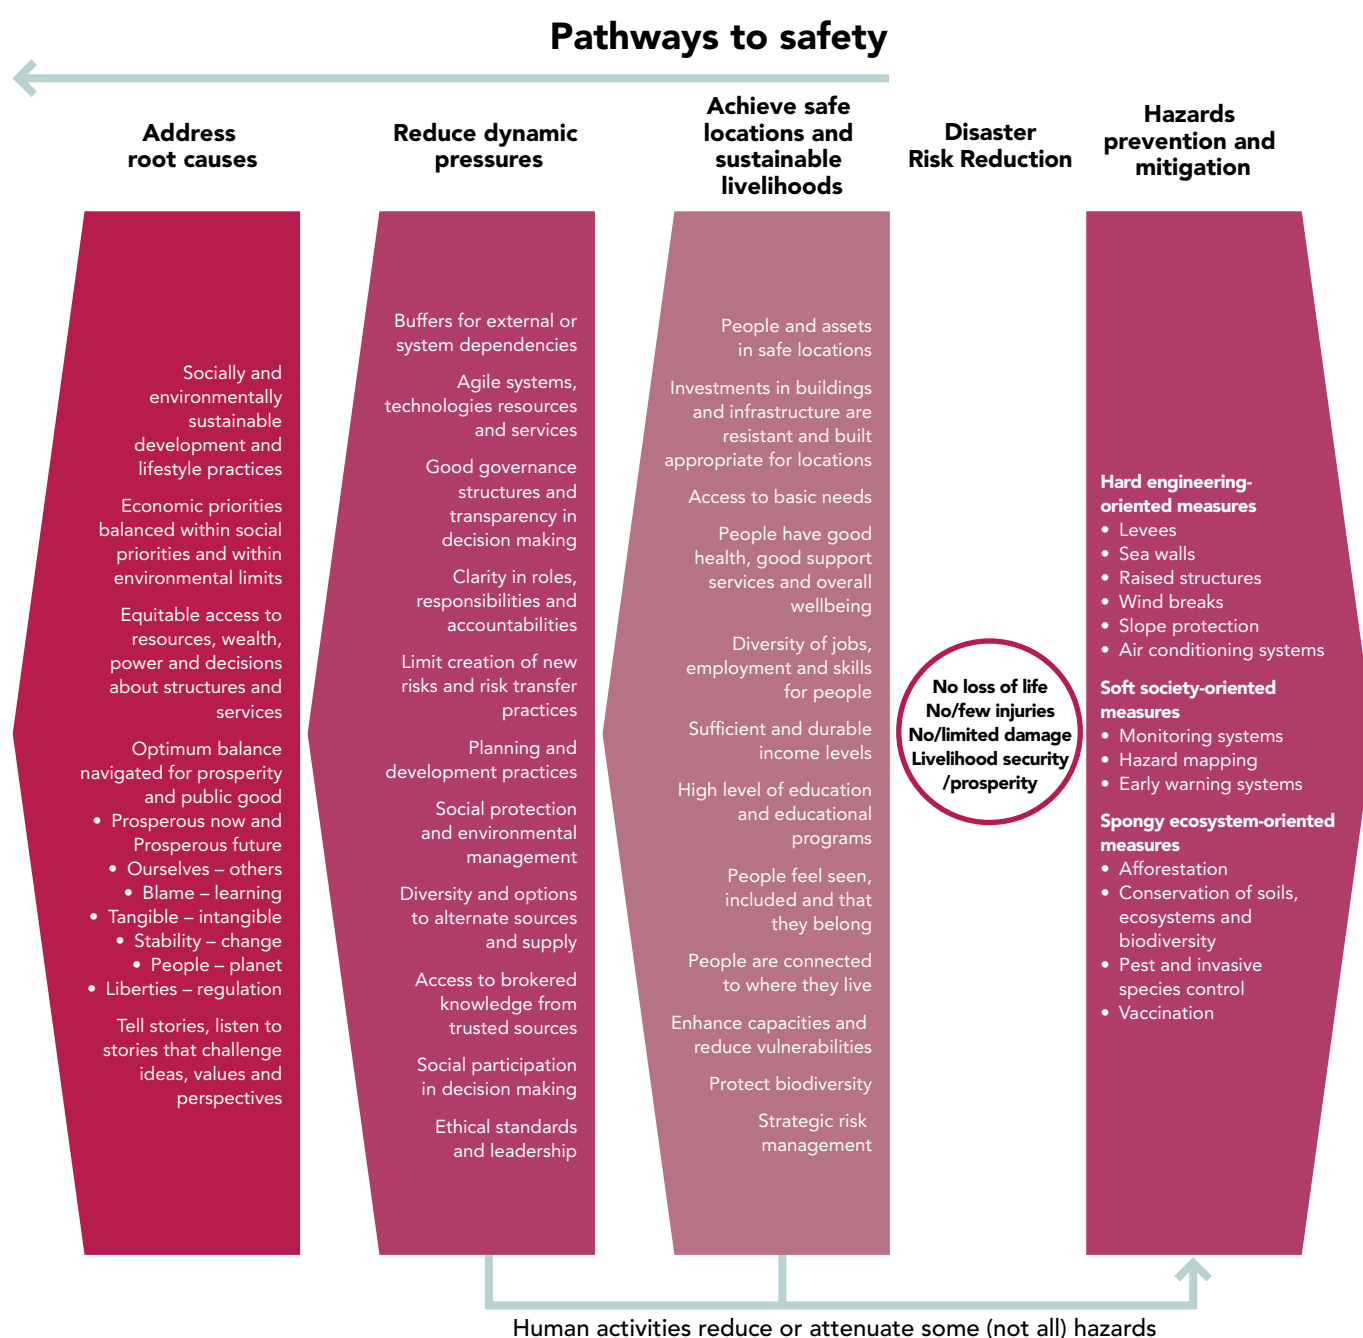 Pathways to safety
Address
root causes
Reduce dynamic
pressures
Achieve safe
locations and
sustainable
livelihoods
Disaster
Risk Reduction
Hazards
prevention and
mitigation
Socially and
environmentally
sustainable
development and
lifestyle practices
Economic priorities
balanced within social
priorities and within
environmental limits
Equitable access to
resources, wealth,
power and decisions
about structures and
services
Optimum balance
navigated for prosperity
and public good
• Prosperous now and
Prosperous future
• Ourselves – others
• Blame – learning
• Tangible – intangible
• Stability – change
• People – planet
• Liberties – regulation
Tell stories, listen to
stories that challenge
ideas, values and
perspectives
Buffers for external or
system dependencies
Agile systems,
technologies resources
and services
Good governance
structures and
transparency in
decision making
Clarity in roles,
responsibilities and
accountabilities
Limit creation of new
risks and risk transfer
practices
Planning and
development practices
Social protection
and environmental
management
Diversity and options
to alternate sources
and supply
Access to brokered
knowledge from
trusted sources
Social participation
in decision making
Ethical standards
and leadership
People and assets
in safe locations
Investments in buildings
and infrastructure are
resistant and built
appropriate for locations
Access to basic needs
People have good
health, good support
services and overall
wellbeing
Diversity of jobs,
employment and skills
for people
Sufficient and durable
income levels
High level of education
and educational
programs
People feel seen,
included and that
they belong
People are connected
to where they live
Enhance capacities and
reduce vulnerabilities
Protect biodiversity
Strategic risk
management
No loss of life
No/few injuries
No/limited damage
Livelihood security
/prosperity
Hard engineering-
oriented measures
• Levees
• Sea walls
• Raised structures
• Wind breaks
• Slope protection
• Air conditioning systems
Soft society-oriented
measures
• Monitoring systems
• Hazard mapping
• Early warning systems
Spongy ecosystem-oriented
measures
• Afforestation
• Conservation of soils,
ecosystems and
biodiversity
• Pest and invasive
species control
• Vaccination
Human activities reduce or attenuate some (not all) hazards